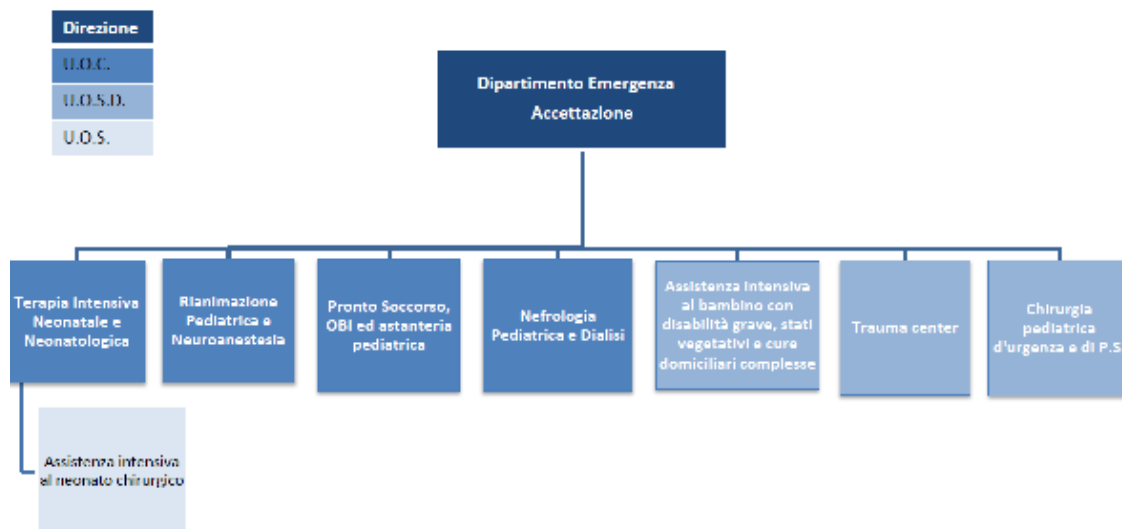 Direzione
U.O.C.
U.O.S.D.
U.O.S.
Dipartimento Emergenza
Accettazione
Terapia Intensiva
Neonatale e
Neonatologica
Rianimazione
Pediatrica e
Neuroanestesia
Pronto Soccorso,
OBI ed astanteria
pediatrica
Nefrologia
Pediatrica e Dialisi
Assistenza intensiva
al bambino con
disabilità grave, stati
vegetativi e cure
domiciliari complesse
Trauma center
Chirurgia
pediatrica
d'urgenza e di P.S
Assistenza intensiva
al neonato chirurgico